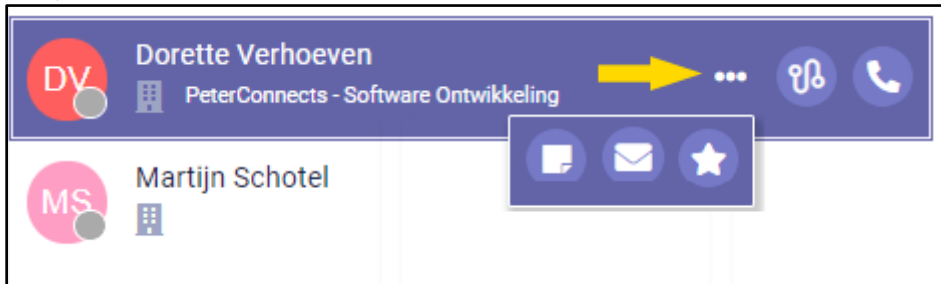 DV
Dorette Verhoeven
PeterConnects - Software Ontwikkeling
MS
Martijn Schotel